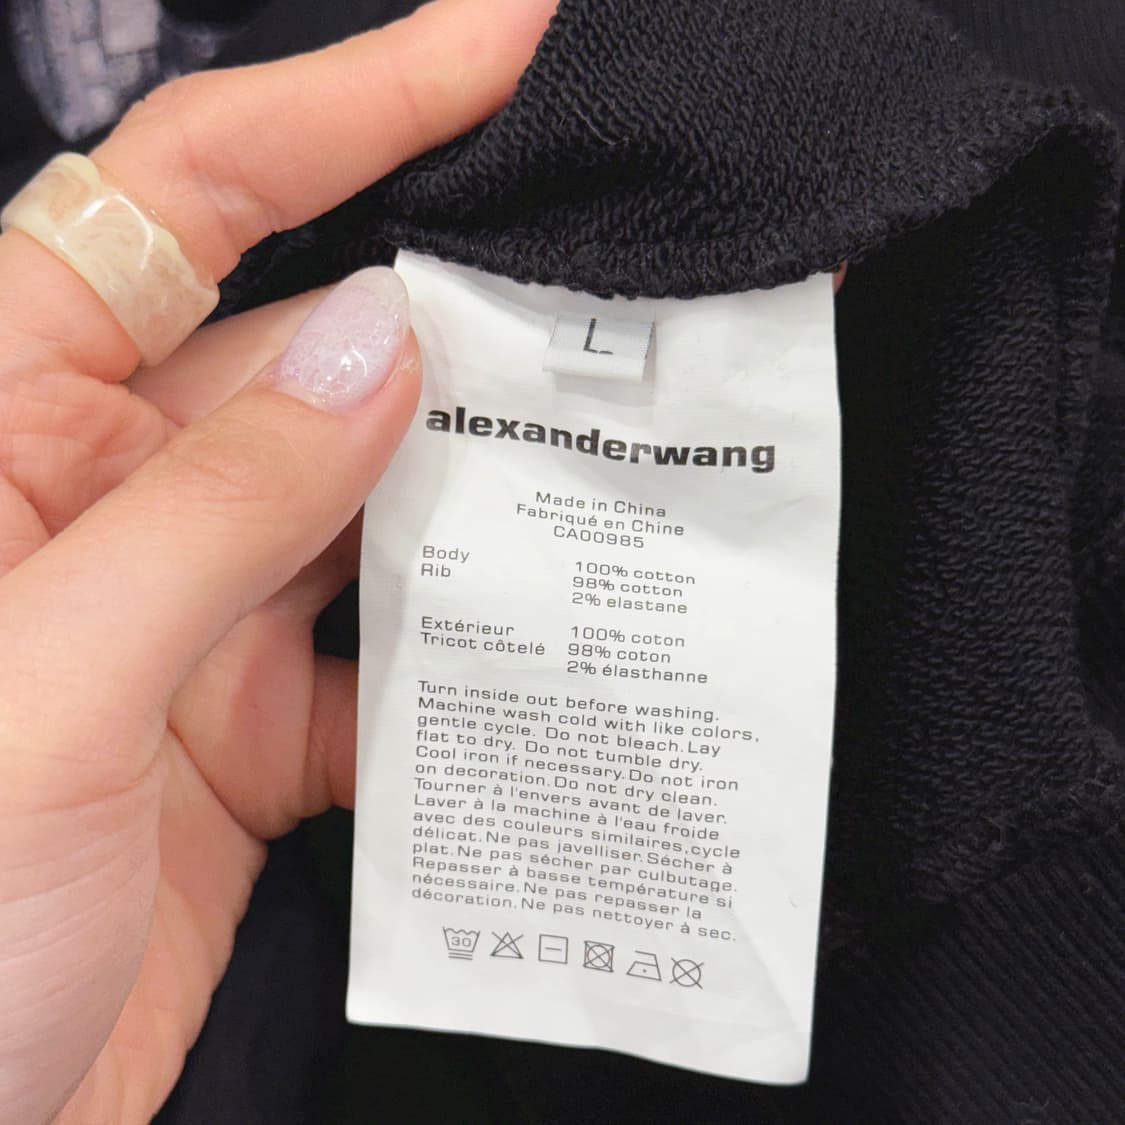 L
alexanderwang
Made in China
Fabriqué en Chine
CA00985
Body 100% cotton
Rib 98% cotton
2% elastane
Extérieur 100% coton
Tricot côtelé 98% coton
2% élasthanne
Turn inside out before washing.
Machine wash cold with like colors,
gentle cycle. Do not bleach. Lay
flat to dry. Do not tumble dry.
Cool iron if necessary. Do not iron
on decoration. Do not dry clean.
Tourner à l'envers avant de laver.
Laver à la machine à l'eau froide
avec des couleurs similaires, cycle
délicat. Ne pas javelliser. Sécher à
plat. Ne pas sécher par culbutage.
Repasser à basse température si
nécessaire. Ne pas repasser la
décoration. Ne pas nettoyer à sec.
30